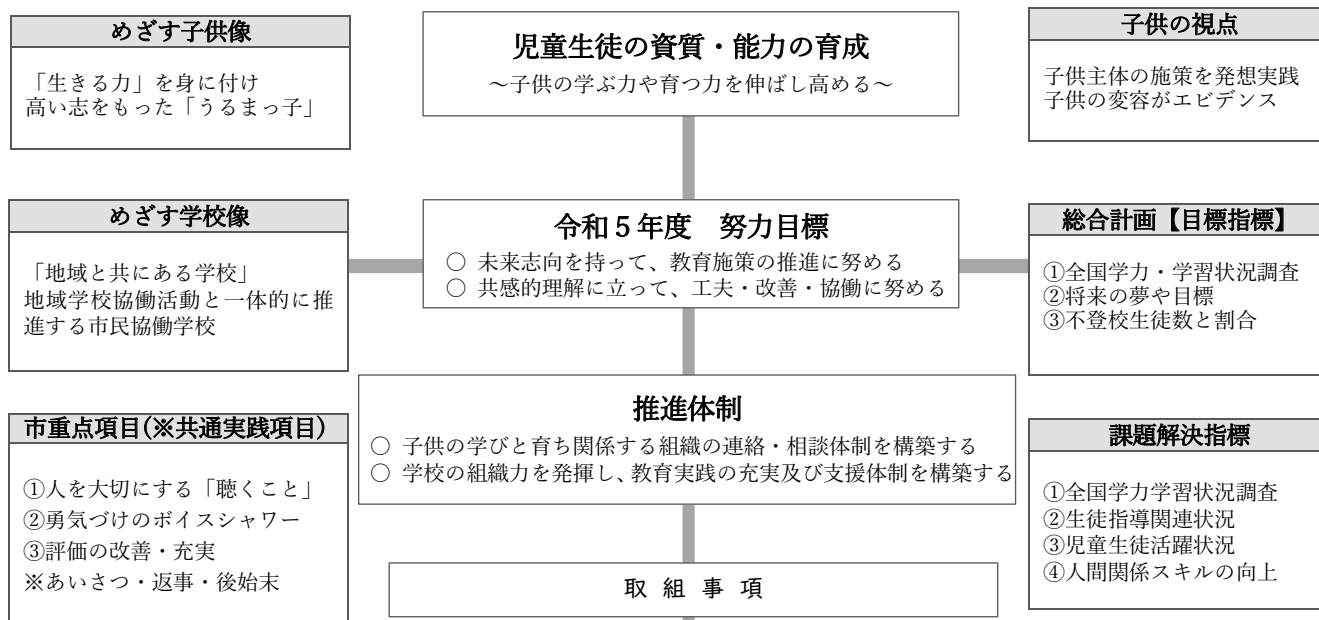 めざす子供像
「生きる力」を身に付け
高い志をもった「うるまっ子」
児童生徒の資質・能力の育成
～子供の学ぶ力や育つ力を伸ばし高める～
子供の視点
子供主体の施策を発想実践
子供の変容がエビデンス
めざす学校像
「地域と共にある学校」
地域学校協働活動と一体的に推
進する市民協働学校
令和5年度 努力目標
○ 未来志向を持って、教育施策の推進に努める
○ 共感的理解に立って、工夫・改善・協働に努める
総合計画【目標指標】
①全国学力・学習状況調査
②将来の夢や目標
③不登校生徒数と割合
推進体制
○ 子供の学びと育ち関係する組織の連絡・相談体制を構築する
○ 学校の組織力を発揮し、教育実践の充実及び支援体制を構築する
市重点項目(※共通実践項目)
①人を大切にする「聴くこと」
②勇気づけのボイスシャワー
③評価の改善・充実
※あいさつ・返事・後始末
課題解決指標
①全国学力学習状況調査
②生徒指導関連状況
③児童生徒活躍状況
④人間関係スキルの向上
取 組 事 項